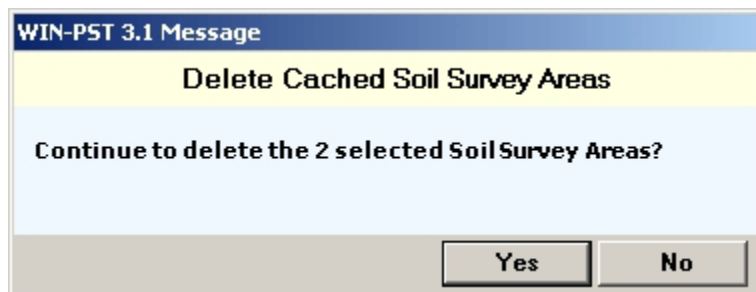 WIN-PST 3.1 Message
Delete Cached Soil Survey Areas
Continue to delete the 2 selected Soil Survey Areas?
Yes No